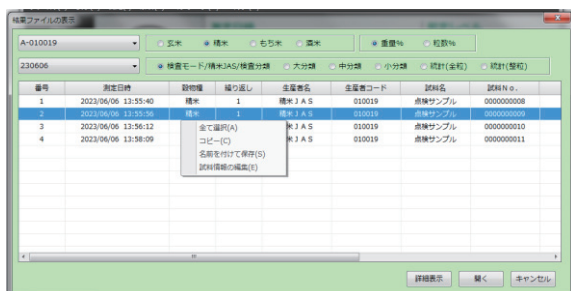 結果ファイルの表示
A-010019 玄米 精米 もち米 酒米 重量% 粒数%
230606 検査モード/精米JAS/検査分類 大分類 中分類 小分類 統計(全粒) 統計(整粒)
番号 測定日時 穀物種 繰り返し 生産者名 生産者コード 試料名 試料No.
1 2023/06/06 13:55:40 精米 1 精米JAS 010019 点検サンプル 0000000008
2 2023/06/06 13:55:56 精米 1 精米JAS 010019 点検サンプル 0000000009
3 2023/06/06 13:56:12 米JAS 010019 点検サンプル 0000000010
4 2023/06/06 13:58:09 米JAS 010019 点検サンプル 0000000011
全て選択(A)
コピー(C)
名前を付けて保存(S)
試料情報の編集(E)
詳細表示 開く キャンセル